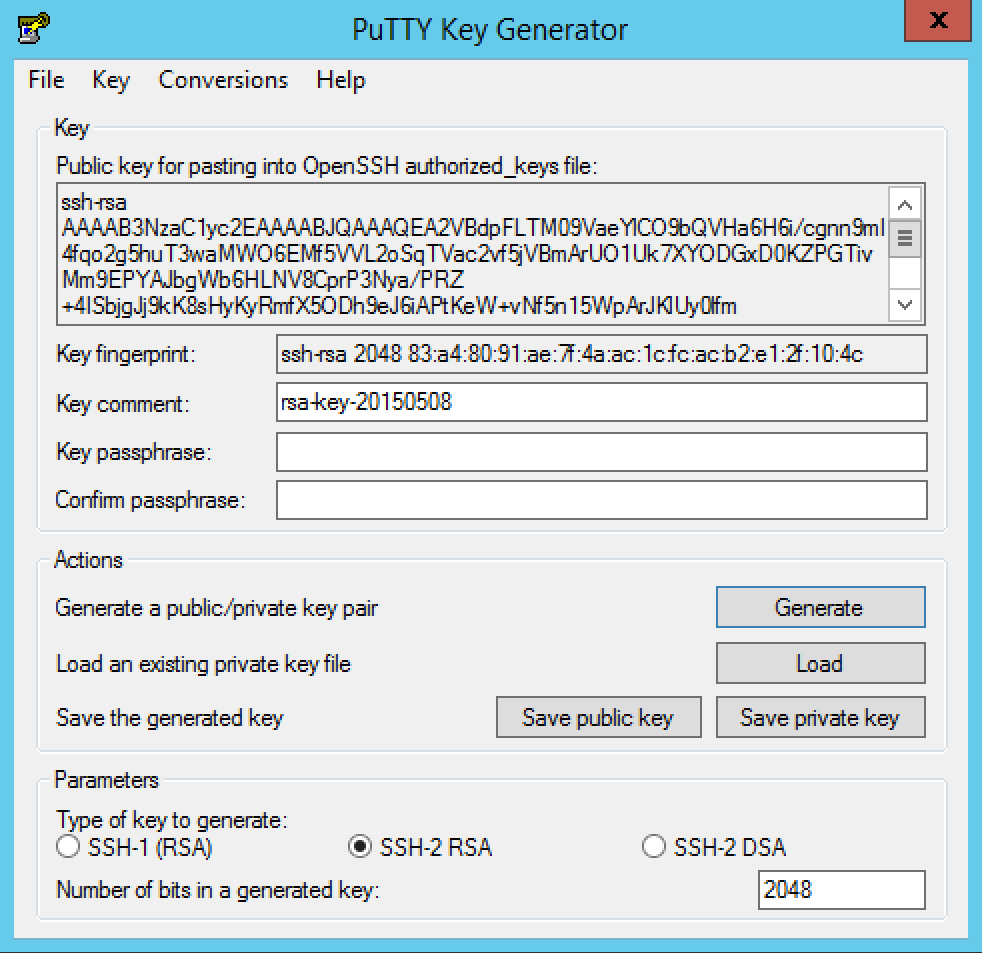 PuTTY Key Generator
x
File Key Conversions Help
Key
Public key for pasting into OpenSSH authorized_keys file:
ssh-rsa
AAAAB3NzaC1yc2EAAAABJQAAAQEA2VBdpFLTM09VaeYlCO9bQVHa6H6i/cgnn9mI
4fqo2g5huT3waMWO6EMf5VVL2oSqTVac2vf5jVBmArUO1Uk7XYODGxD0KZPGTiv
Mm9EPYAJbgWb6HLNV8CprP3Nya/PRZ
+4ISbjgJj9kK8sHyKyRmfX5ODh9eJ6iAPtKeW+vNf5n15WpArJKlUy0lfm
Key fingerprint: ssh-rsa 2048 83:a4:80:91:ae:7f:4a:ac:1c:fc:ac:b2:e1:2f:10:4c
Key comment: rsa-key-20150508
Key passphrase:
Confirm passphrase:
Actions
Generate a public/private key pair Generate
Load an existing private key file Load
Save the generated key Save public key Save private key
Parameters
Type of key to generate:
SSH-1 (RSA) SSH-2 RSA SSH-2 DSA
Number of bits in a generated key: 2048